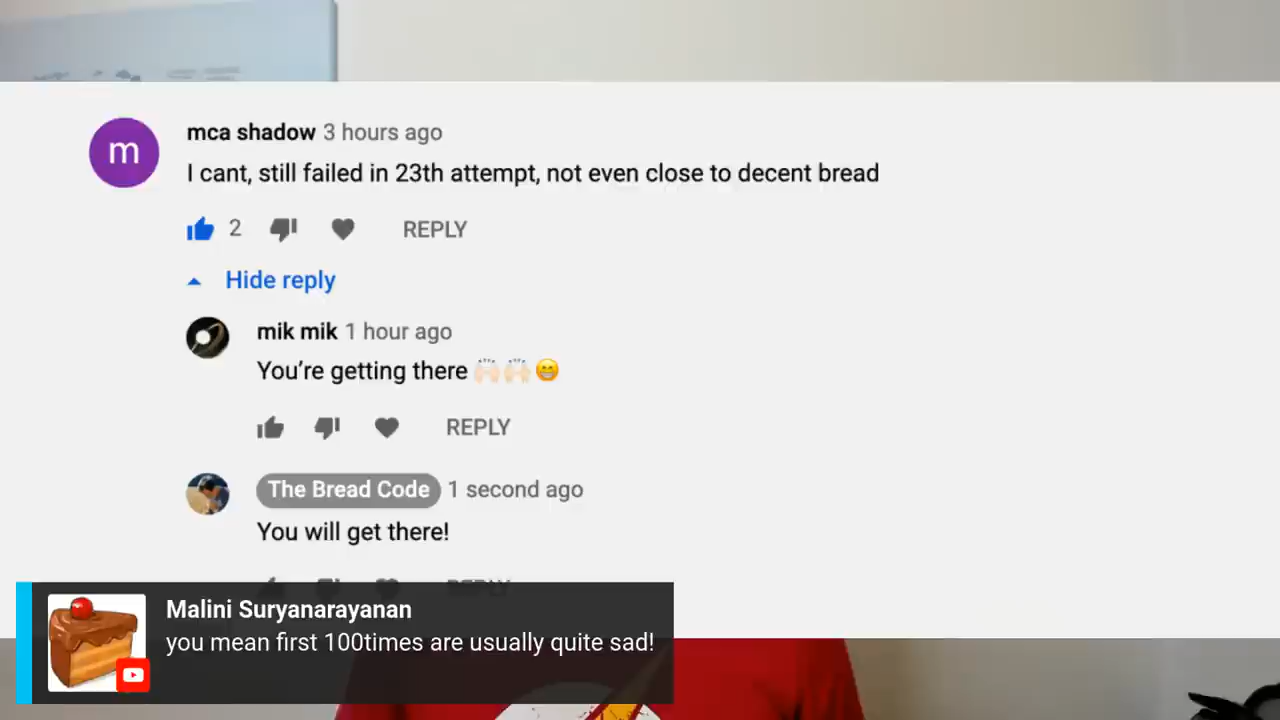 mca shadow 3 hours ago
I cant, still failed in 23th attempt, not even close to decent bread
2 REPLY
Hide reply
mik mik 1 hour ago
You’re getting there 🙌🏻🙌🏻😁
REPLY
The Bread Code 1 second ago
You will get there!
REPLY
Malini Suryanarayanan
you mean first 100times are usually quite sad!